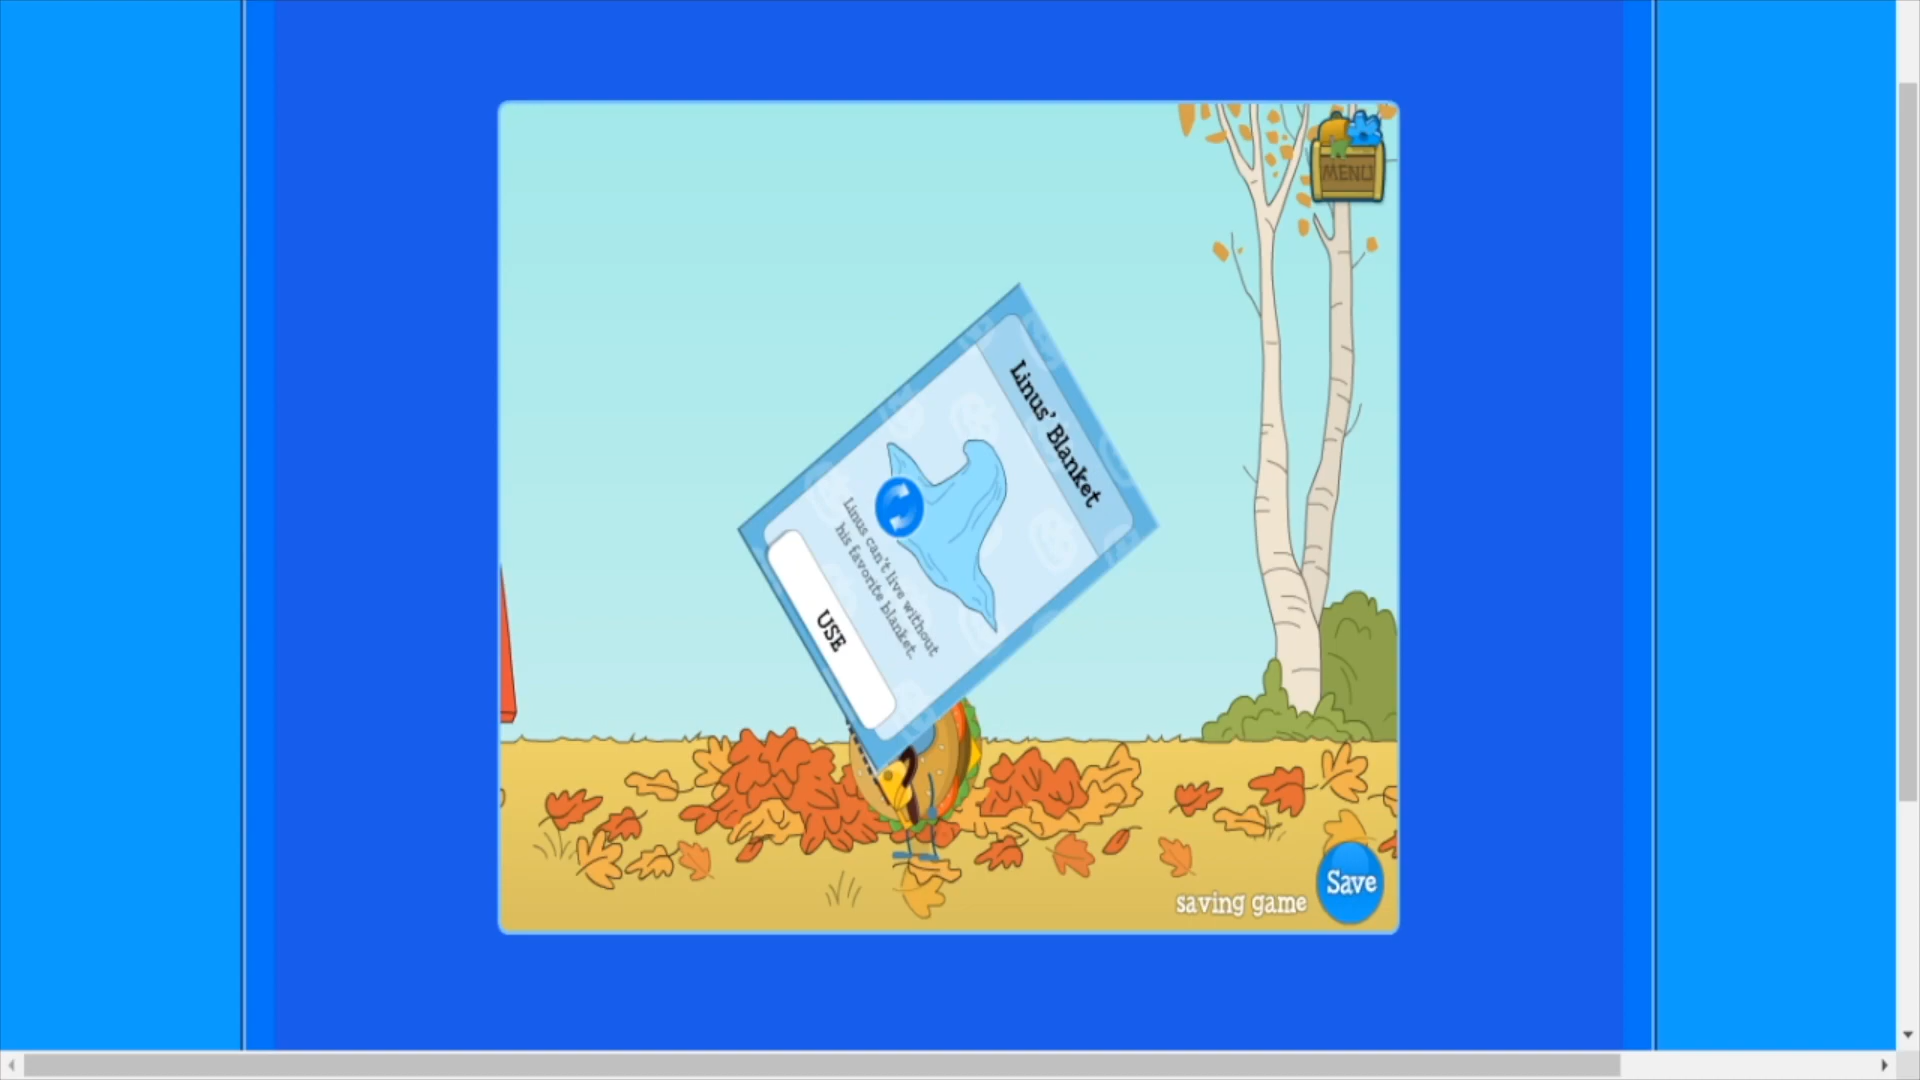 MENU
Linus' Blanket
Linus can't live without
his favorite blanket.
USE
saving game
Save